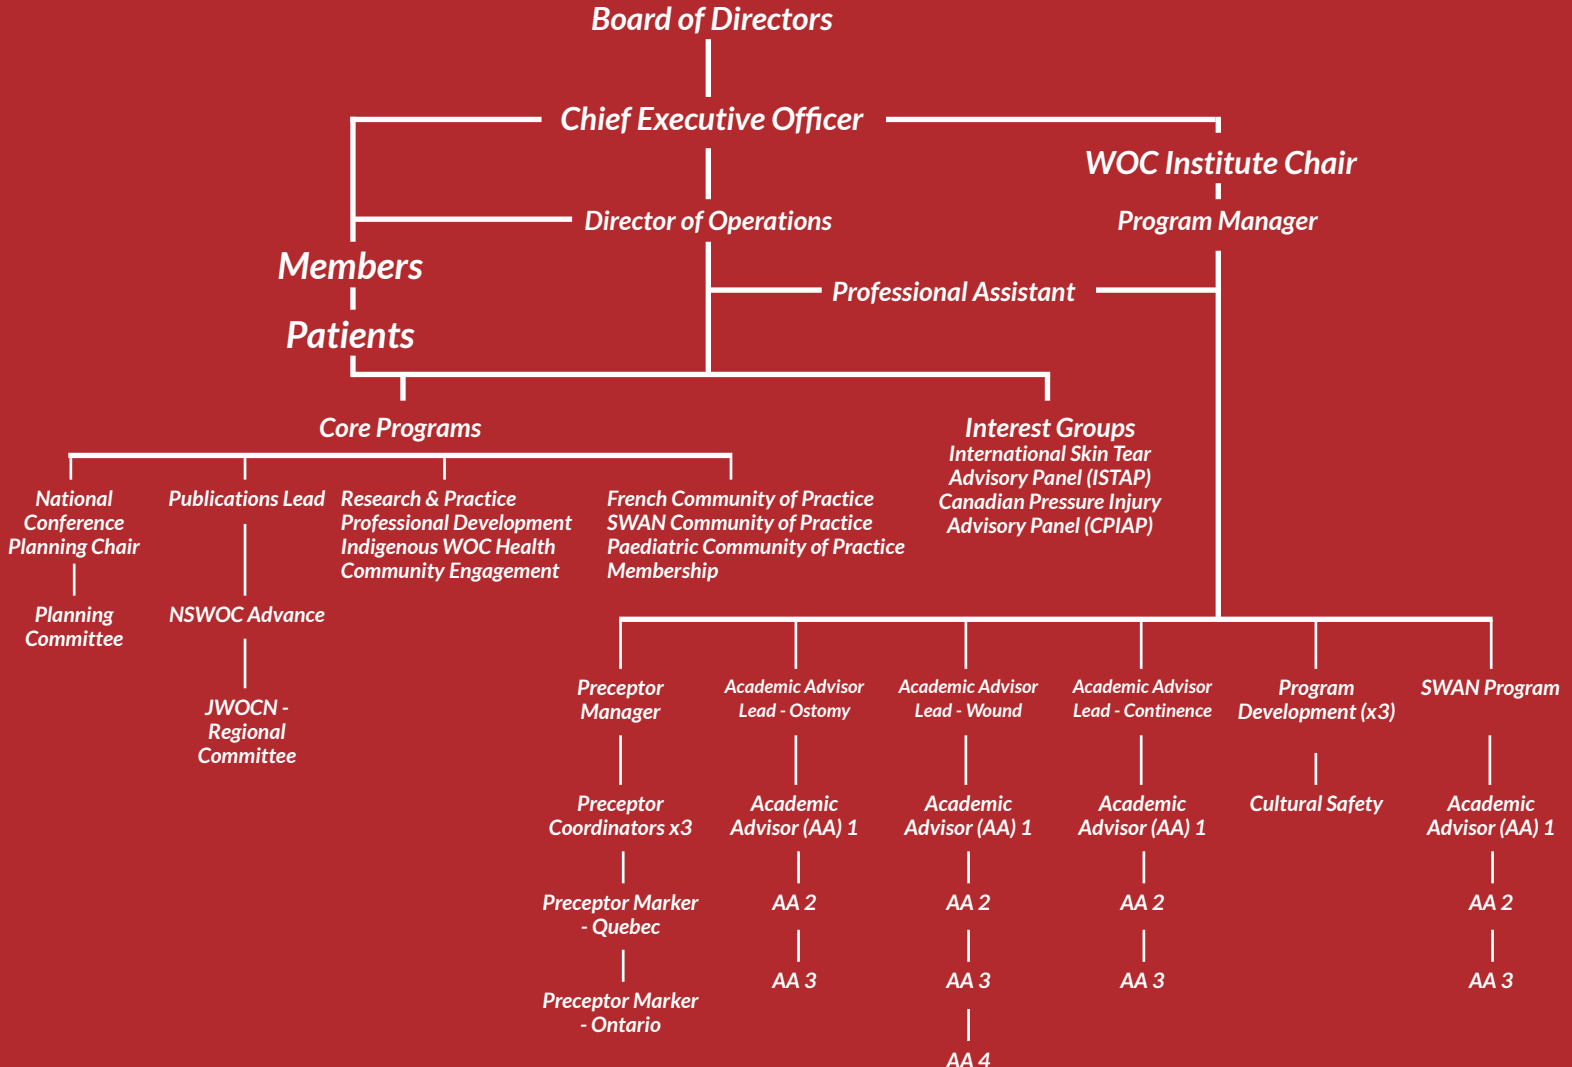 Board of Directors
Chief Executive Officer
WOC Institute Chair
Director of Operations
Program Manager
Members
Professional Assistant
Patients
Core Programs
Interest Groups
International Skin Tear
Advisory Panel (ISTAP)
Canadian Pressure Injury
Advisory Panel (CPIAP)
National
Conference
Planning Chair
Planning
Committee
Publications Lead
NSWOC Advance
JWOCN -
Regional
Committee
Research & Practice
Professional Development
Indigenous WOC Health
Community Engagement
French Community of Practice
SWAN Community of Practice
Paediatric Community of Practice
Membership
Preceptor
Manager
Preceptor
Coordinators x3
Preceptor Marker
- Quebec
Preceptor Marker
- Ontario
Academic Advisor
Lead - Ostomy
Academic
Advisor (AA) 1
AA 2
AA 3
Academic Advisor
Lead - Wound
Academic
Advisor (AA) 1
AA 2
AA 3
AA 4
Academic Advisor
Lead - Continence
Academic
Advisor (AA) 1
AA 2
AA 3
Program
Development (x3)
Cultural Safety
SWAN Program
Academic
Advisor (AA) 1
AA 2
AA 3